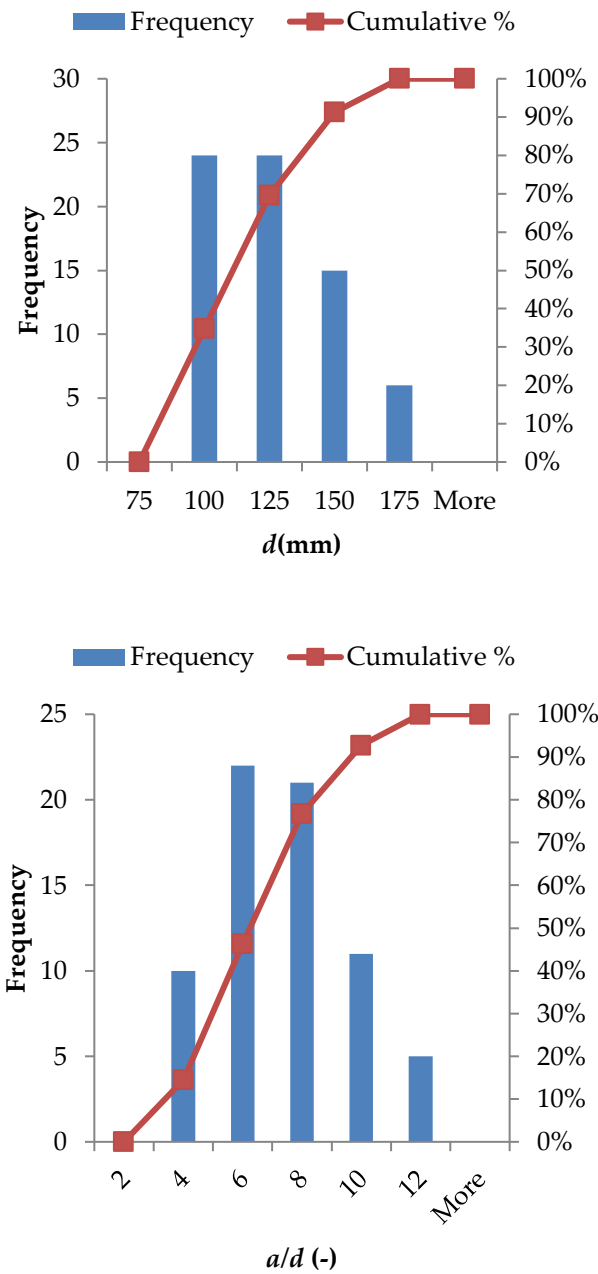 Frequency Cumulative %
30 100%
90%
25 80%
20 70%
60%
15 50%
40%
10 30%
5 20%
10%
0 0%
Frequency
75 100 125 150 175 More
d(mm)
Frequency Cumulative %
25 100%
90%
20 80%
70%
15 60%
50%
10 40%
30%
5 20%
10%
0 0%
Frequency
2 4 6 8 10 12 More
a/d (-)